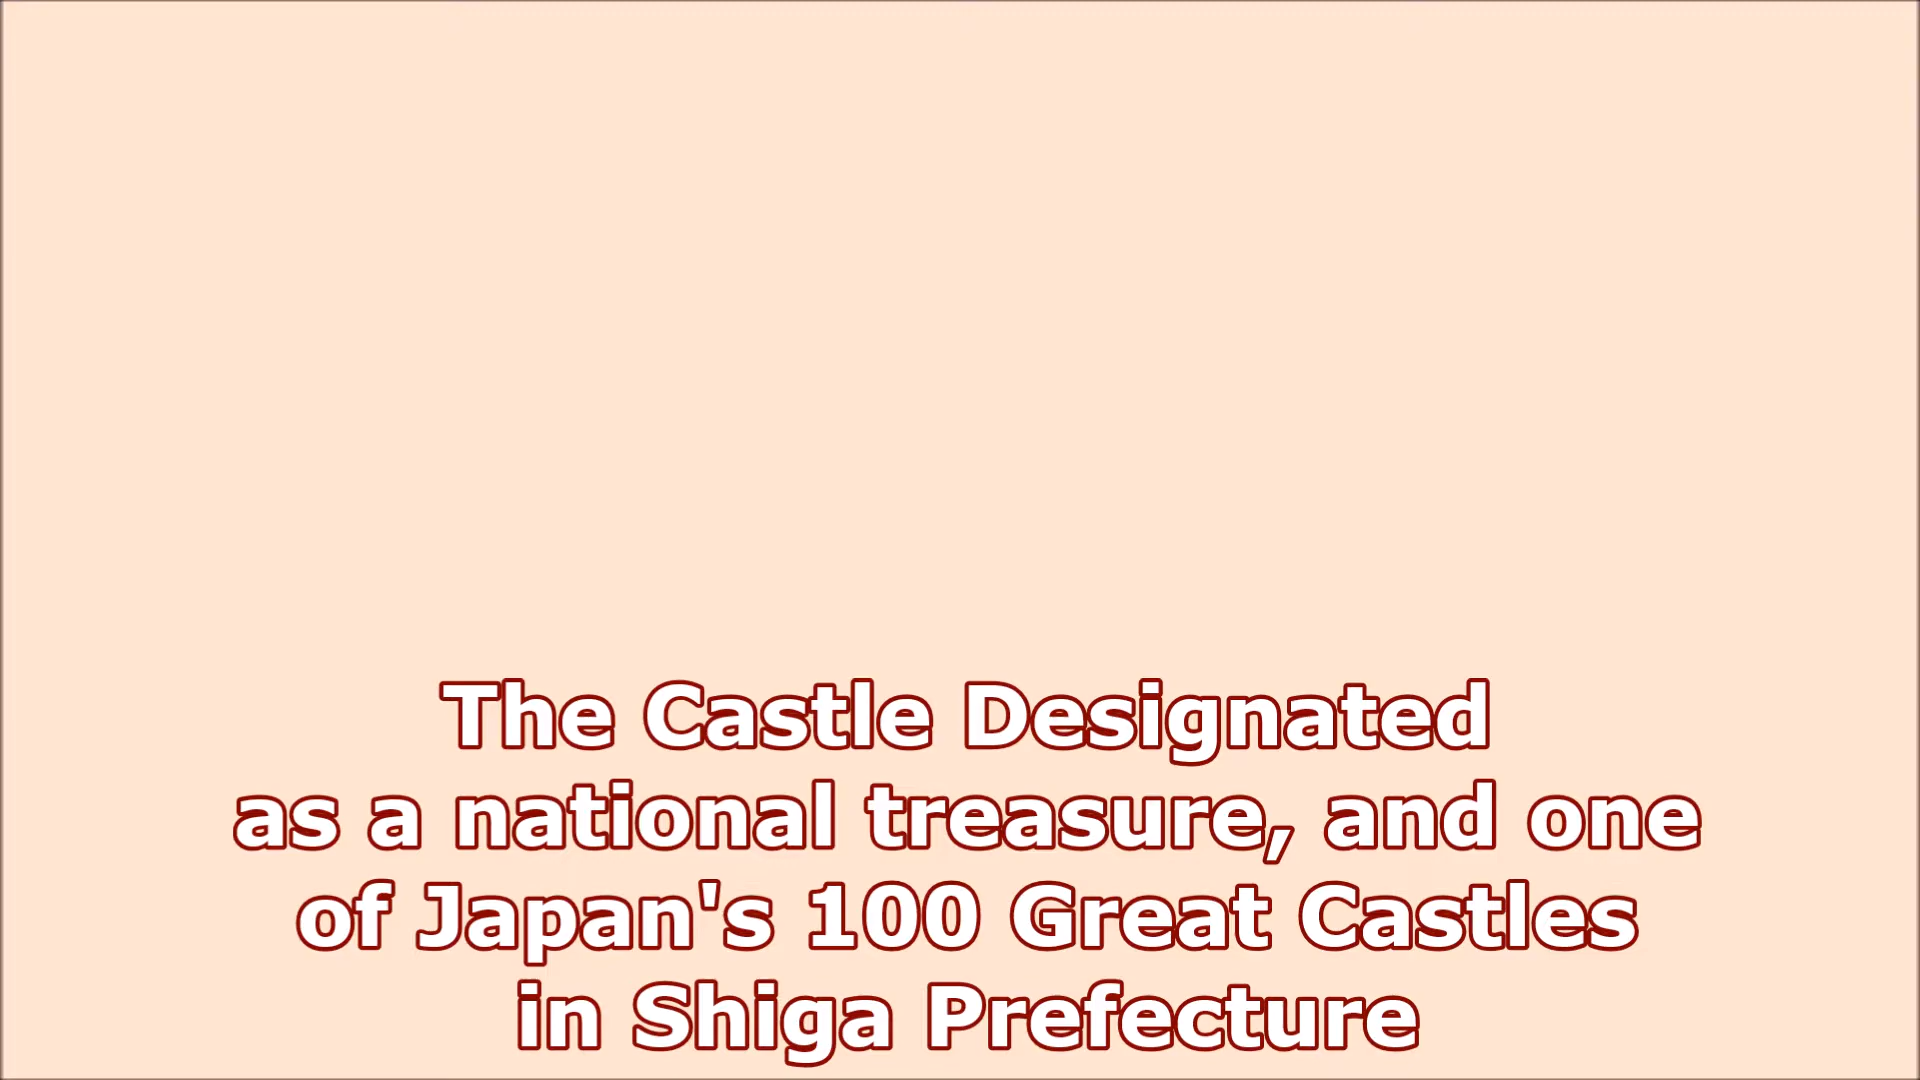 The Castle Designated
as a national treasure, and one
of Japan's 100 Great Castles
in Shiga Prefecture